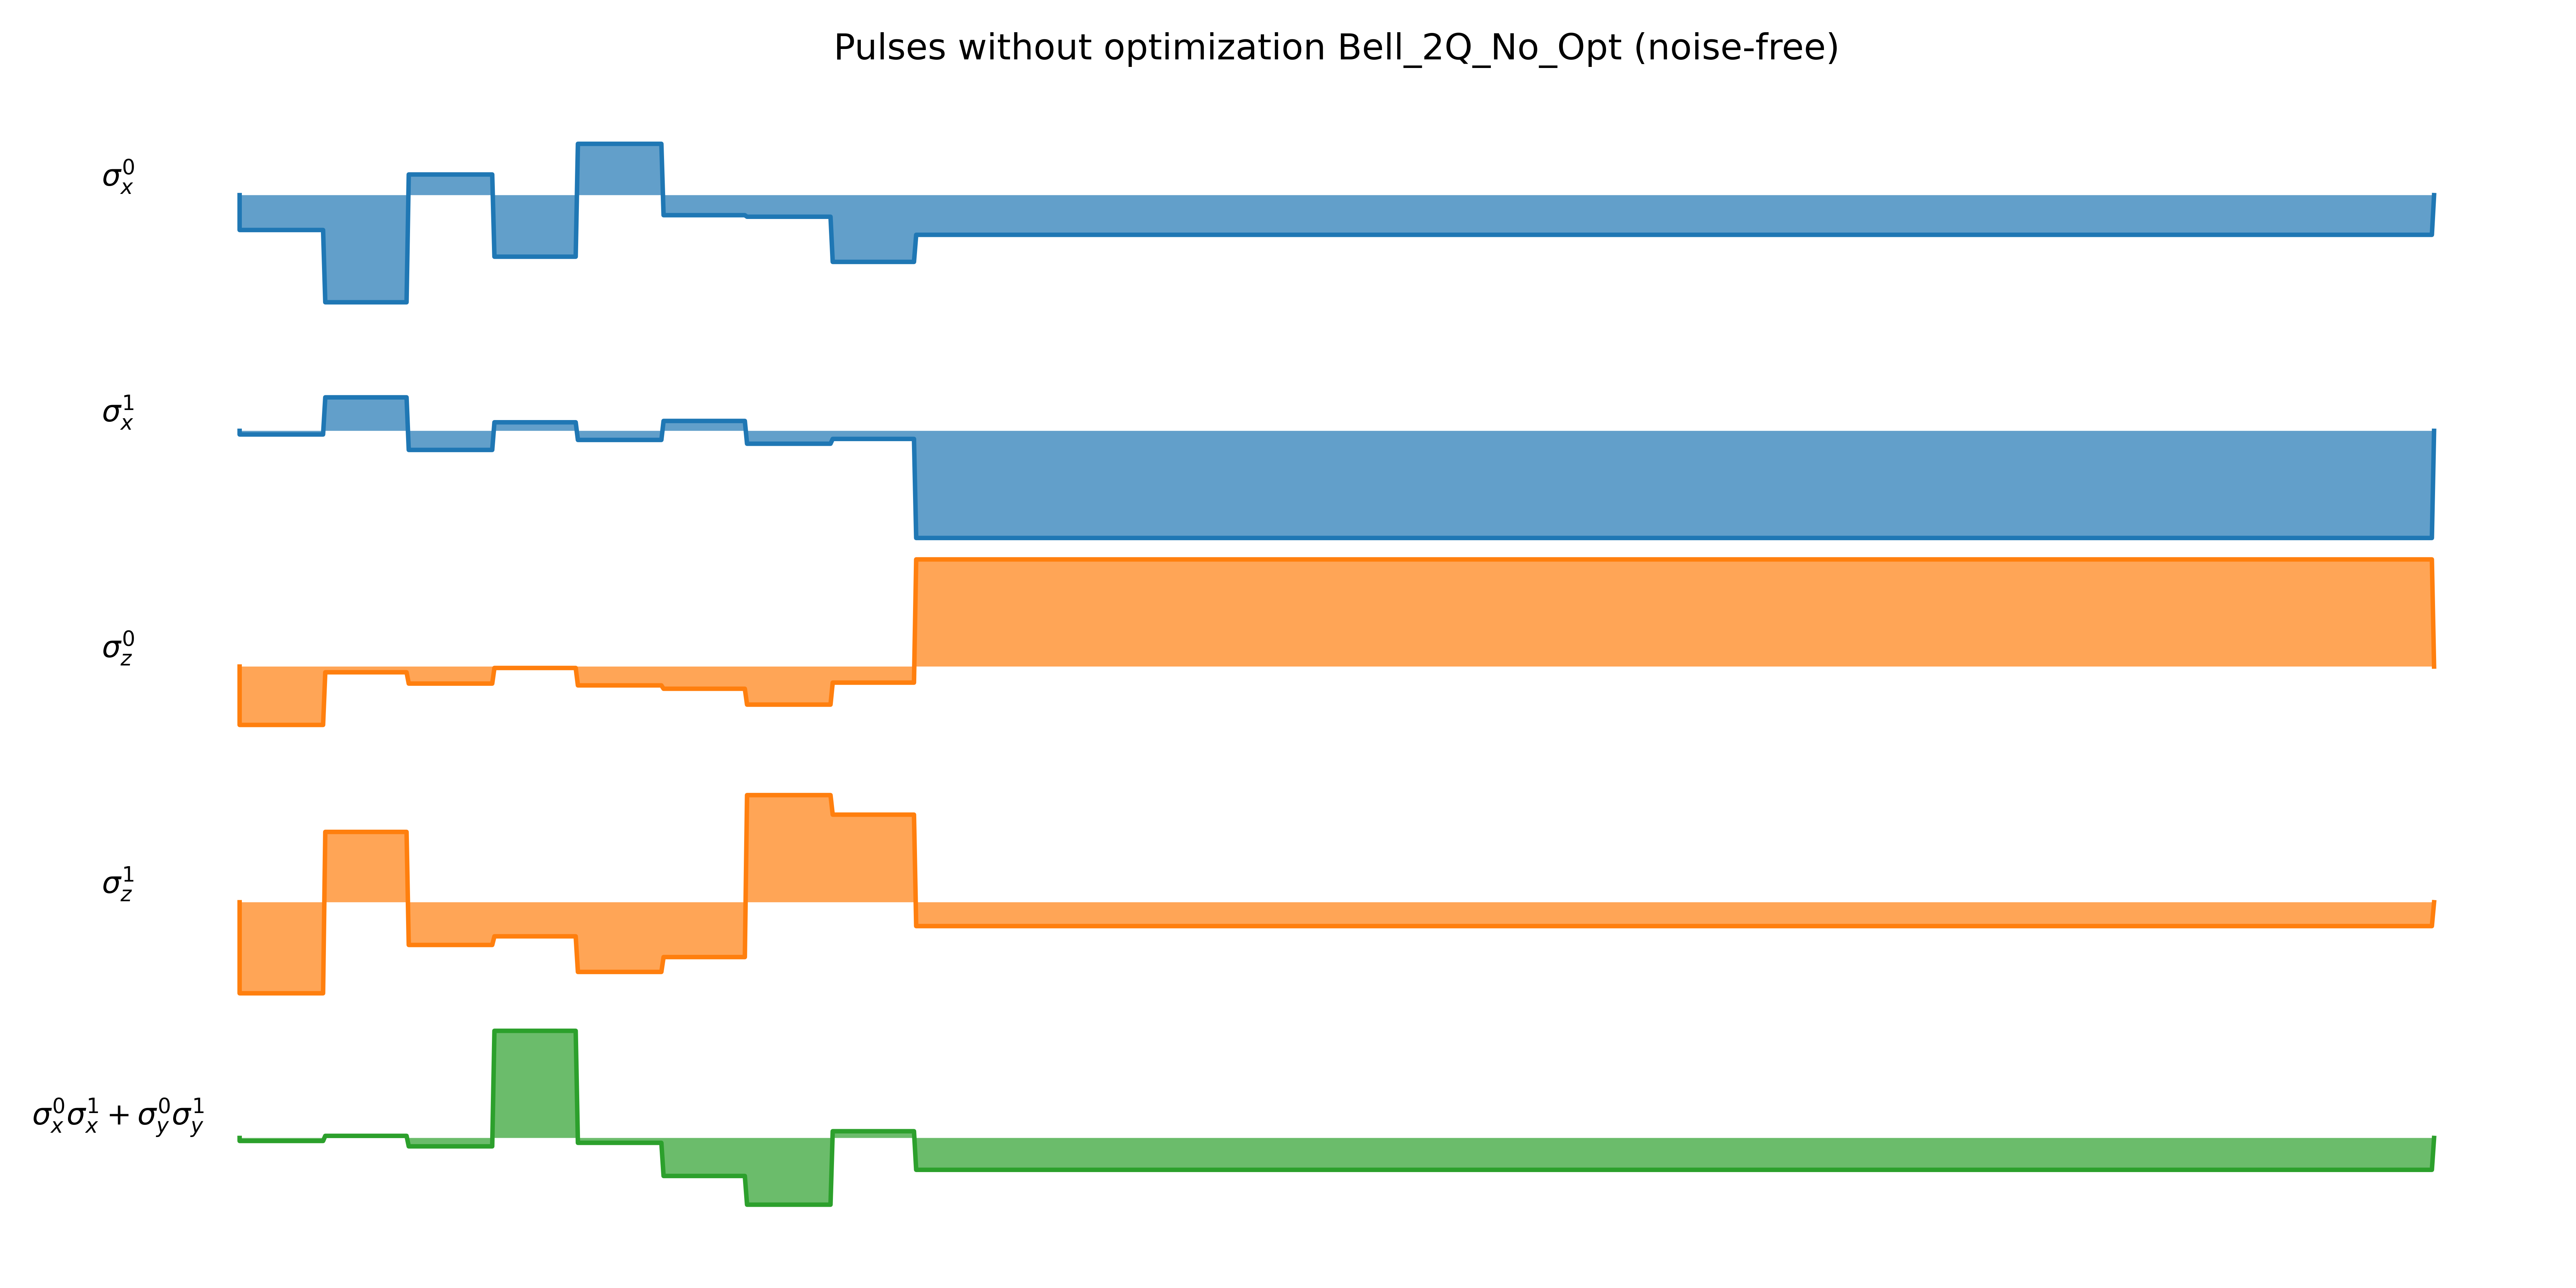 Pulses without optimization Bell_2Q_No_Opt (noise-free)
σ_x^0
σ_x^1
σ_z^0
σ_z^1
σ_x^0σ_x^1 + σ_y^0σ_y^1